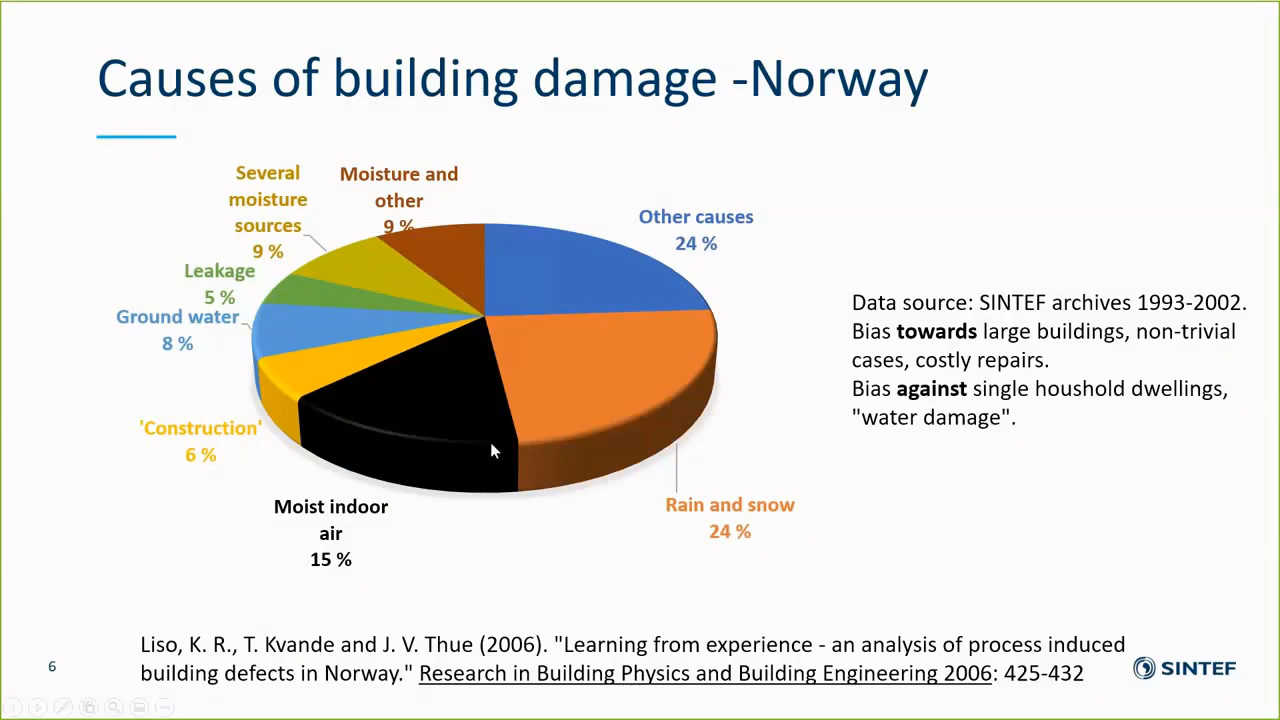 Causes of building damage -Norway
Several
moisture
sources
9 %
Moisture and
other
9 %
Other causes
24 %
Leakage
5 %
Ground water
8 %
'Construction'
6 %
Moist indoor
air
15 %
Rain and snow
24 %
Data source: SINTEF archives 1993-2002.
Bias towards large buildings, non-trivial
cases, costly repairs.
Bias against single houshold dwellings,
"water damage".
Liso, K. R., T. Kvande and J. V. Thue (2006). "Learning from experience - an analysis of process induced
building defects in Norway." Research in Building Physics and Building Engineering 2006: 425-432
6
SINTEF